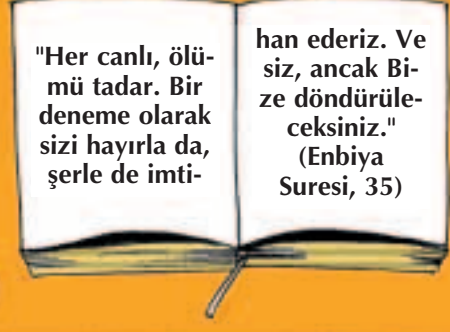 "Her canlı, ölü-
mü tadar. Bir
deneme olarak
sizi hayırla da,
şerle de imti-
han ederiz. Ve
siz, ancak Bi-
ze döndürüle-
ceksiniz."
(Enbiya
Suresi, 35)